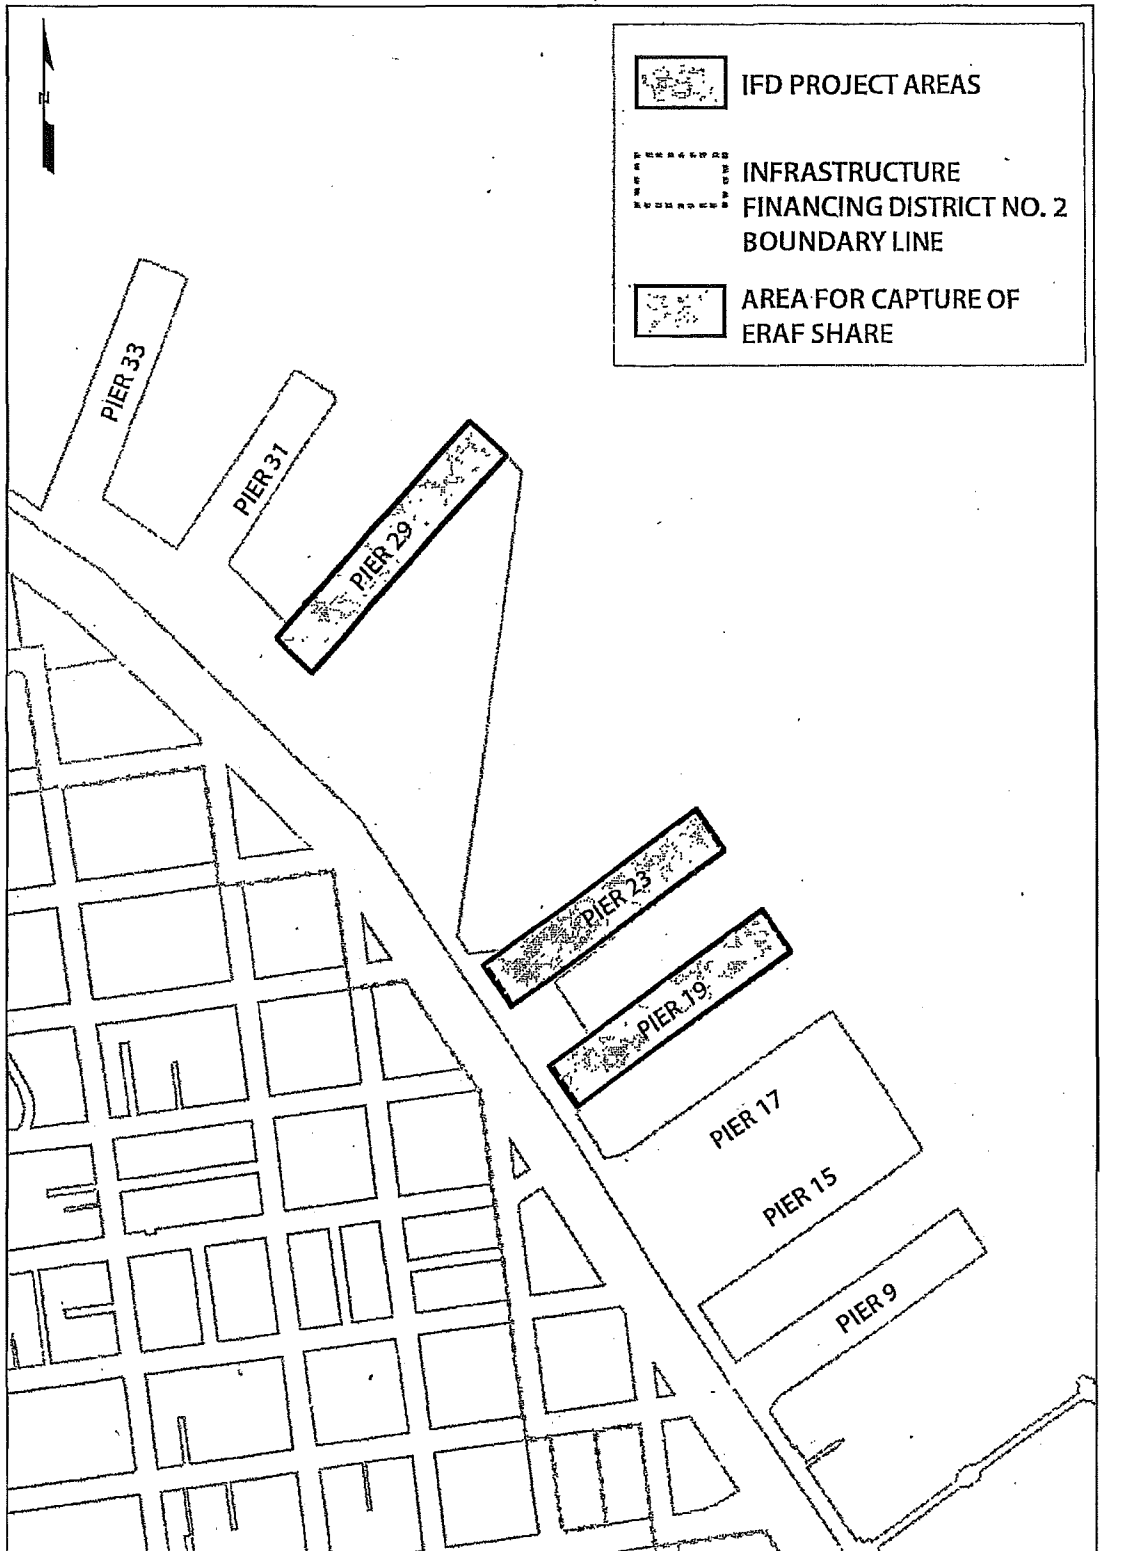 IFD PROJECT AREAS
INFRASTRUCTURE
FINANCING DISTRICT NO. 2
BOUNDARY LINE
AREA FOR CAPTURE OF
ERAF SHARE
N
PIER 33
PIER 31
PIER 29
PIER 23
PIER 19
PIER 17
PIER 15
PIER 9